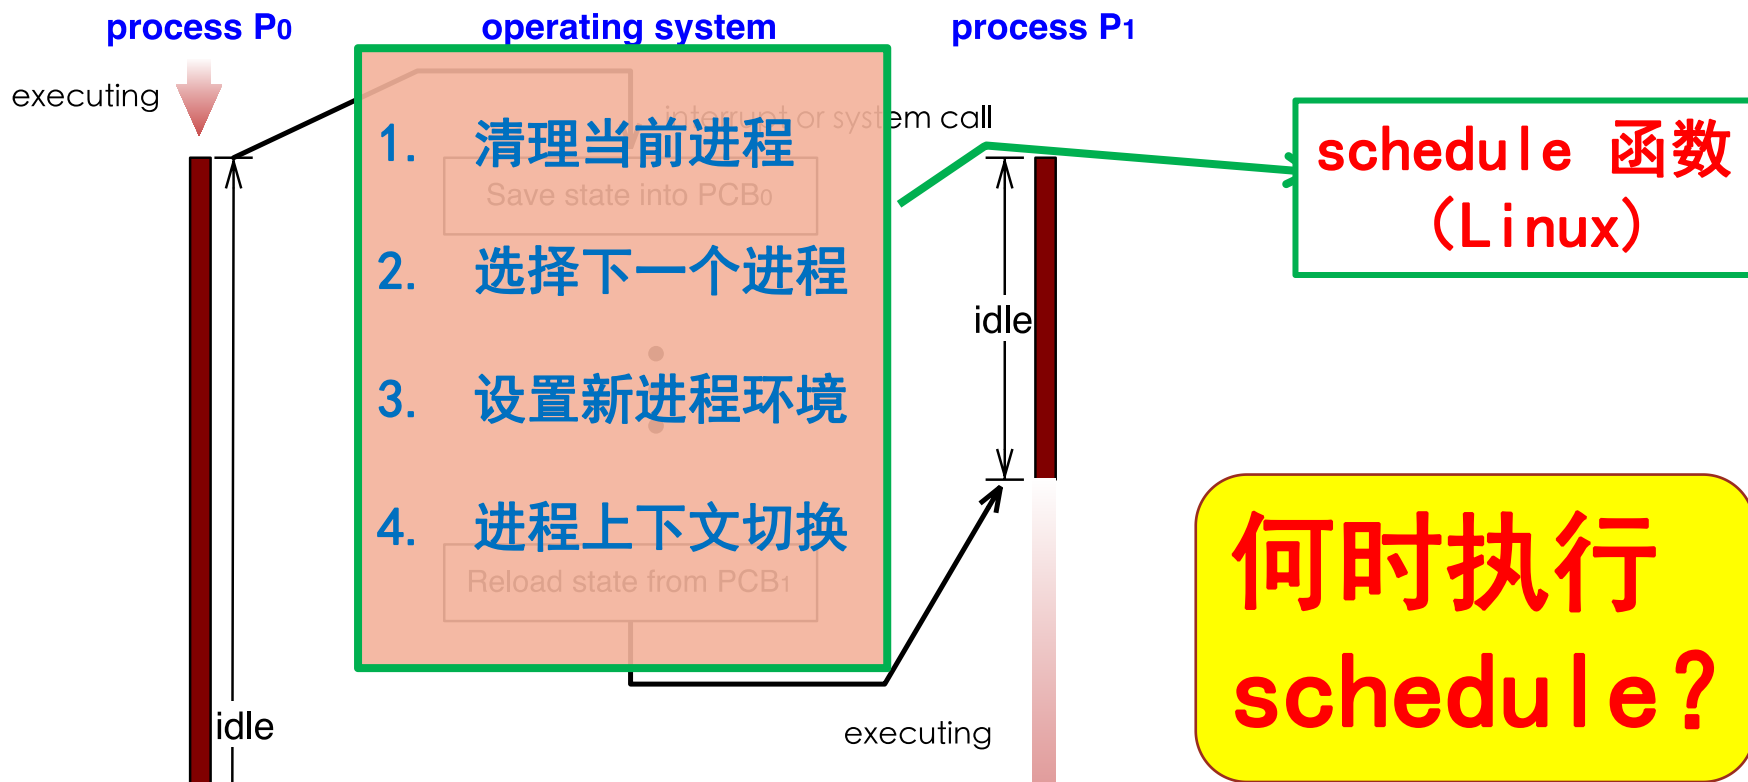 process P0
operating system
process P1
executing
interrupt or system call
1. 清理当前进程
Save state into PCB0
2. 选择下一个进程
3. 设置新进程环境
4. 进程上下文切换
Reload state from PCB1
idle
idle
executing
schedule 函数
(Linux)
何时执行
schedule?